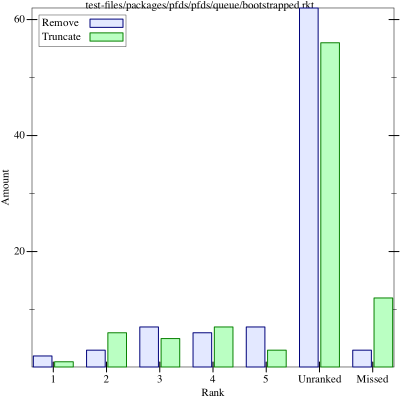 test-files/packages/pfds/pfds/queue/bootstrapped.rkt
Remove
Truncate
60
40
20
Amount
1 2 3 4 5 Unranked Missed
Rank